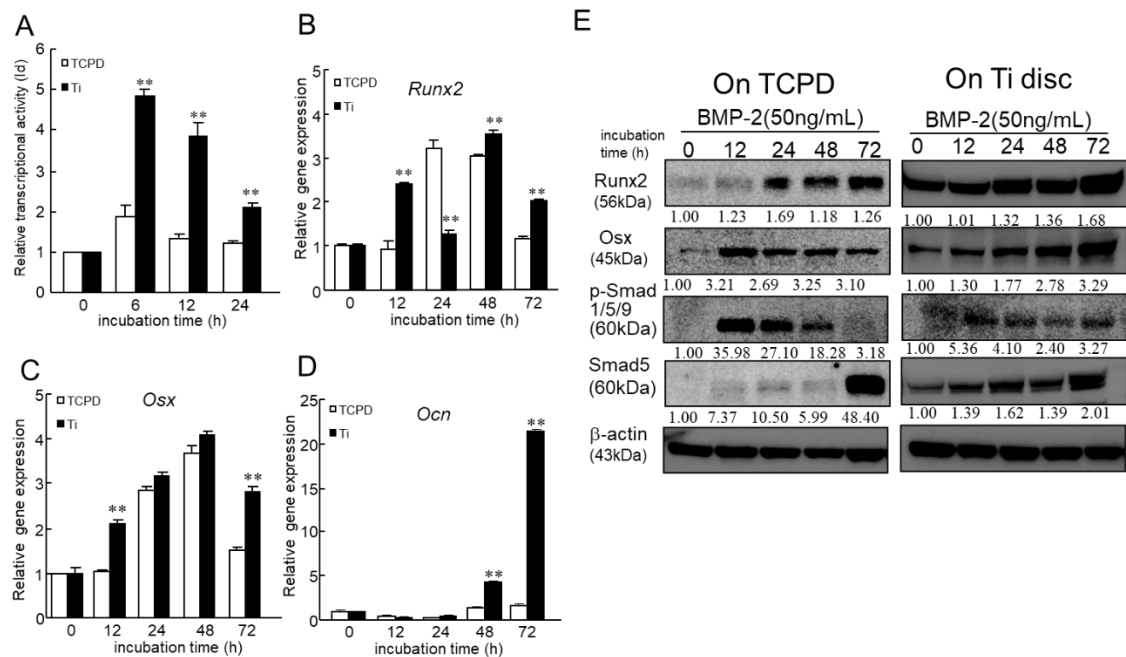 A
Relative transcriptional activity (Id)
6
5
4
3
2
1
0
TCPD
Ti
**
**
**
0 6 12 24
incubation time (h)
B
Runx2
Relative gene expression
5
4
3
2
1
0
TCPD
Ti
**
**
**
**
0 12 24 48 72
incubation time (h)
C
Osx
Relative gene expression
5
4
3
2
1
0
TCPD
Ti
**
**
0 12 24 48 72
incubation time (h)
D
Ocn
Relative gene expression
25
20
15
10
5
0
TCPD
Ti
**
**
0 12 24 48 72
incubation time (h)
E
On TCPD On Ti disc
BMP-2(50ng/mL) BMP-2(50ng/mL)
incubation
time (h)
0 12 24 48 72 0 12 24 48 72
Runx2
(56kDa)
1.00 1.23 1.69 1.18 1.26 1.00 1.01 1.32 1.36 1.68
Osx
(45kDa)
1.00 3.21 2.69 3.25 3.10 1.00 1.30 1.77 2.78 3.29
p-Smad
1/5/9
(60kDa)
1.00 35.98 27.10 18.28 3.18 1.00 5.36 4.10 2.40 3.27
Smad5
(60kDa)
1.00 7.37 10.50 5.99 48.40 1.00 1.39 1.62 1.39 2.01
β-actin
(43kDa)